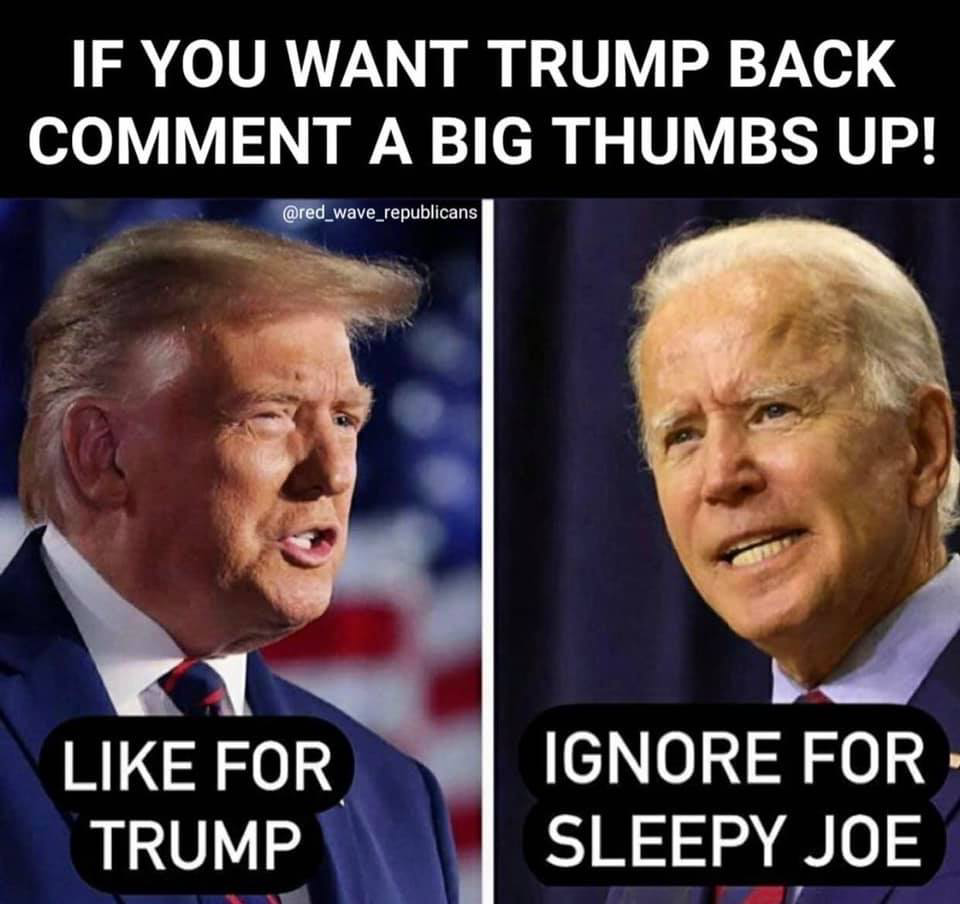 IF YOU WANT TRUMP BACK
COMMENT A BIG THUMBS UP!
@red_wave_republicans
LIKE FOR
TRUMP
IGNORE FOR
SLEEPY JOE